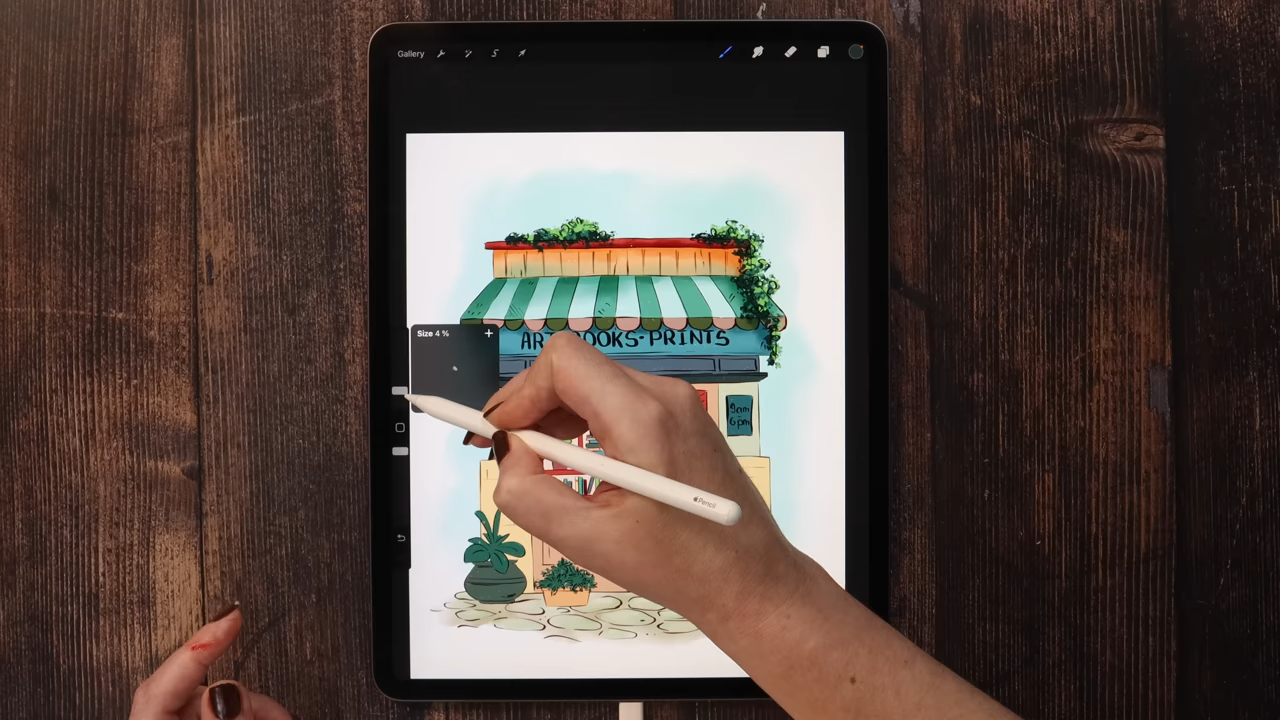 Gallery
Size 4 %
ART BOOKS-PRINTS
9am
6pm
Pencil